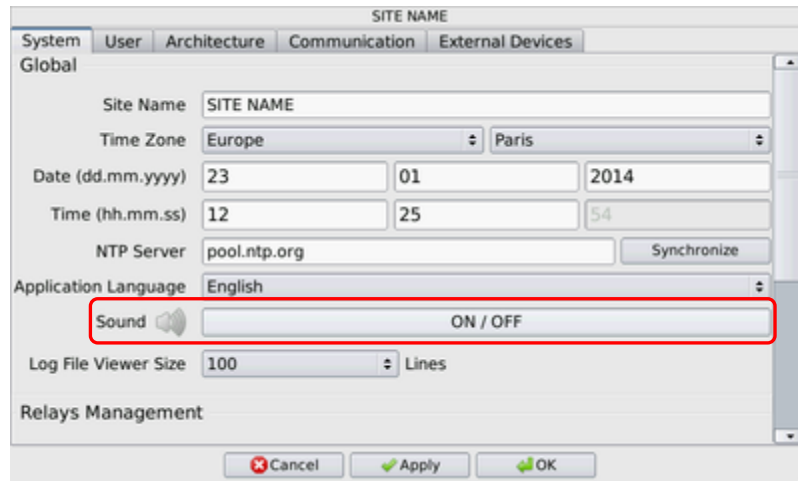 SITE NAME
System User Architecture Communication External Devices
Global
Site Name SITE NAME
Time Zone Europe Paris
Date (dd.mm.yyyy) 23 01 2014
Time (hh.mm.ss) 12 25 54
NTP Server pool.ntp.org Synchronize
Application Language English
Sound ON / OFF
Log File Viewer Size 100 Lines
Relays Management
Cancel Apply OK